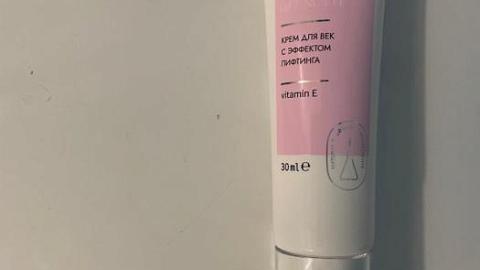 КРЕМ ДЛЯ ВЕК
С ЭФФЕКТОМ
ЛИФТИНГА
vitamin E
30 ml ℮